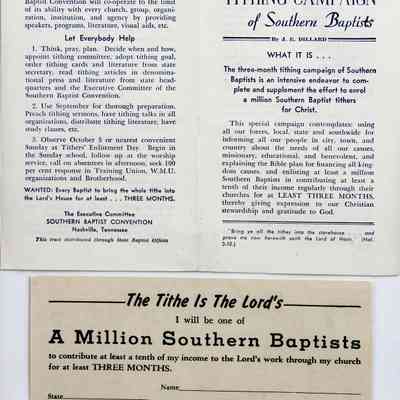 Baptist Convention will co-operate to the limit
of its ability with every church, group, organi-
zation, institution, and agency by providing
speakers, programs, literature, visual aids, etc.
Let Everybody Help
1. Think, pray, plan. Decide when and how,
appoint tithing committee, adopt tithing goal,
order tithing cards and literature from state
secretary, read tithing articles in denomina-
tional press and literature from state head-
quarters and the Executive Committee of the
Southern Baptist Convention.
2. Use September for preparation purposes.
Preach tithing sermons, have tithing talks in all
organizations, distribute tithing literature, have
study classes, etc.
3. Observe October 5 or nearest convenient
Sunday as Tithers' Enlistment Day. Begin in
the Sunday school, follow up at the worship
service, call on absentees in afternoon, seek 100
per cent response in Training Union, W.M.U.
organizations and Brotherhood.
WANTED: Every Baptist to bring the whole tithe into
the Lord's House for at least . . . THREE MONTHS.
The Executive Committee
SOUTHERN BAPTIST CONVENTION
Nashville, Tennessee
This tract distributed through State Baptist Offices
TITHING CAMPAIGN
of Southern Baptists
By J. E. DILLARD
WHAT IT IS . . .
The three-month tithing campaign of Southern
Baptists is an intensive endeavor to com-
plete and supplement the effort to enrol
a million Southern Baptist tithers
for Christ.
This special campaign contemplates: using
all our forces, local, state and southwide for
informing all our people in city, town, and
country about the needs of all our causes,
missionary, educational, and benevolent, and
explaining the Bible plan for financing all king-
dom causes, and enlisting at least a million
Southern Baptists in contributing at least a
tenth of their income regularly through their
churches for at LEAST THREE MONTHS,
thereby giving expression to our Christian
stewardship and gratitude to God.
"Bring ye all the tithes into the storehouse . . . and
prove me now herewith saith the Lord of Hosts." (Mal.
3:10.)
The Tithe Is The Lord's
I will be one of
A Million Southern Baptists
to contribute at least a tenth of my income to the Lord's work through my church
for at least THREE MONTHS.
Name
State